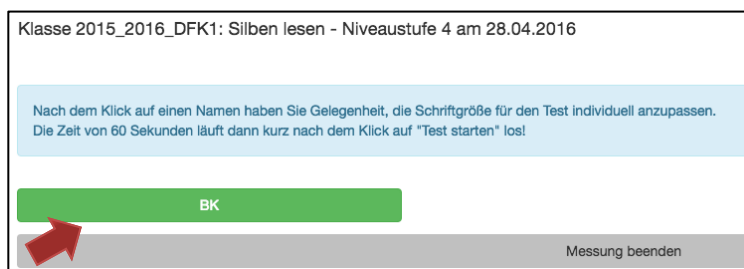 Klasse 2015_2016_DFK1: Silben lesen - Niveaustufe 4 am 28.04.2016
Nach dem Klick auf einen Namen haben Sie Gelegenheit, die Schriftgröße für den Test individuell anzupassen.
Die Zeit von 60 Sekunden läuft dann kurz nach dem Klick auf "Test starten" los!
BK
Messung beenden